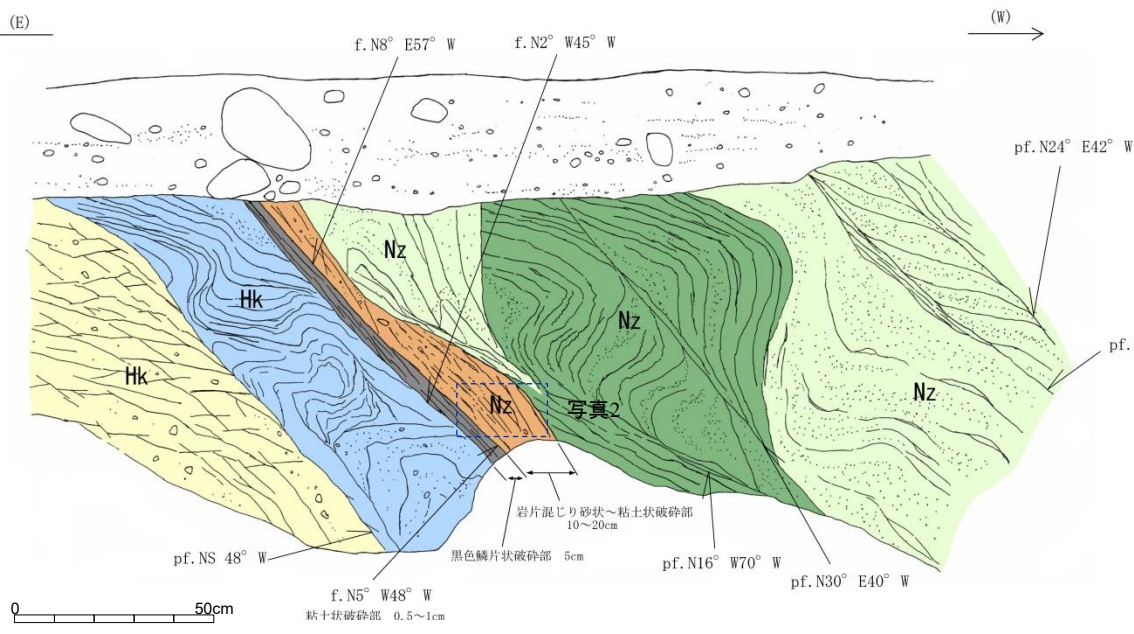 (E)
(W)
f. N8° E57° W
f. N2° W45° W
pf. N24° E42° W
Nz
Hk
Nz
Hk
Nz
写真2
Nz
pf.
岩片混じり砂状～粘土状破砕部
10～20cm
黒色鱗片状破砕部 5cm
pf. NS 48° W
pf. N16° W70° W
pf. N30° E40° W
f. N5° W48° W
粘土状破砕部 0.5～1cm
0 50cm